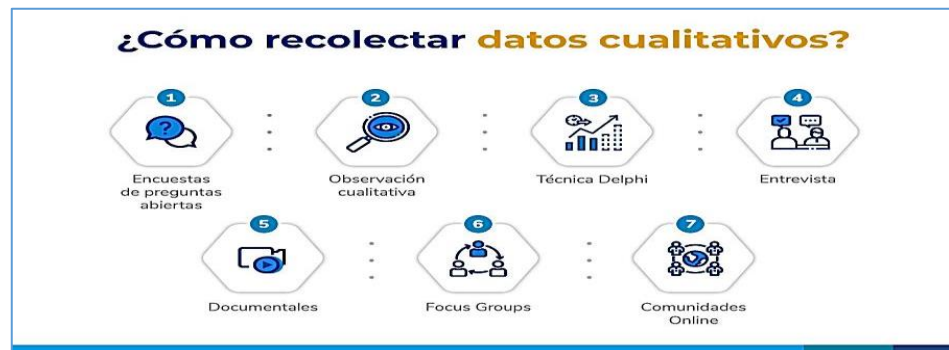 ¿Cómo recolectar datos cualitativos?
1
2
3
4
Encuestas
de preguntas
abiertas
Observación
cualitativa
Técnica Delphi
Entrevista
5
6
7
Documentales
Focus Groups
Comunidades
Online